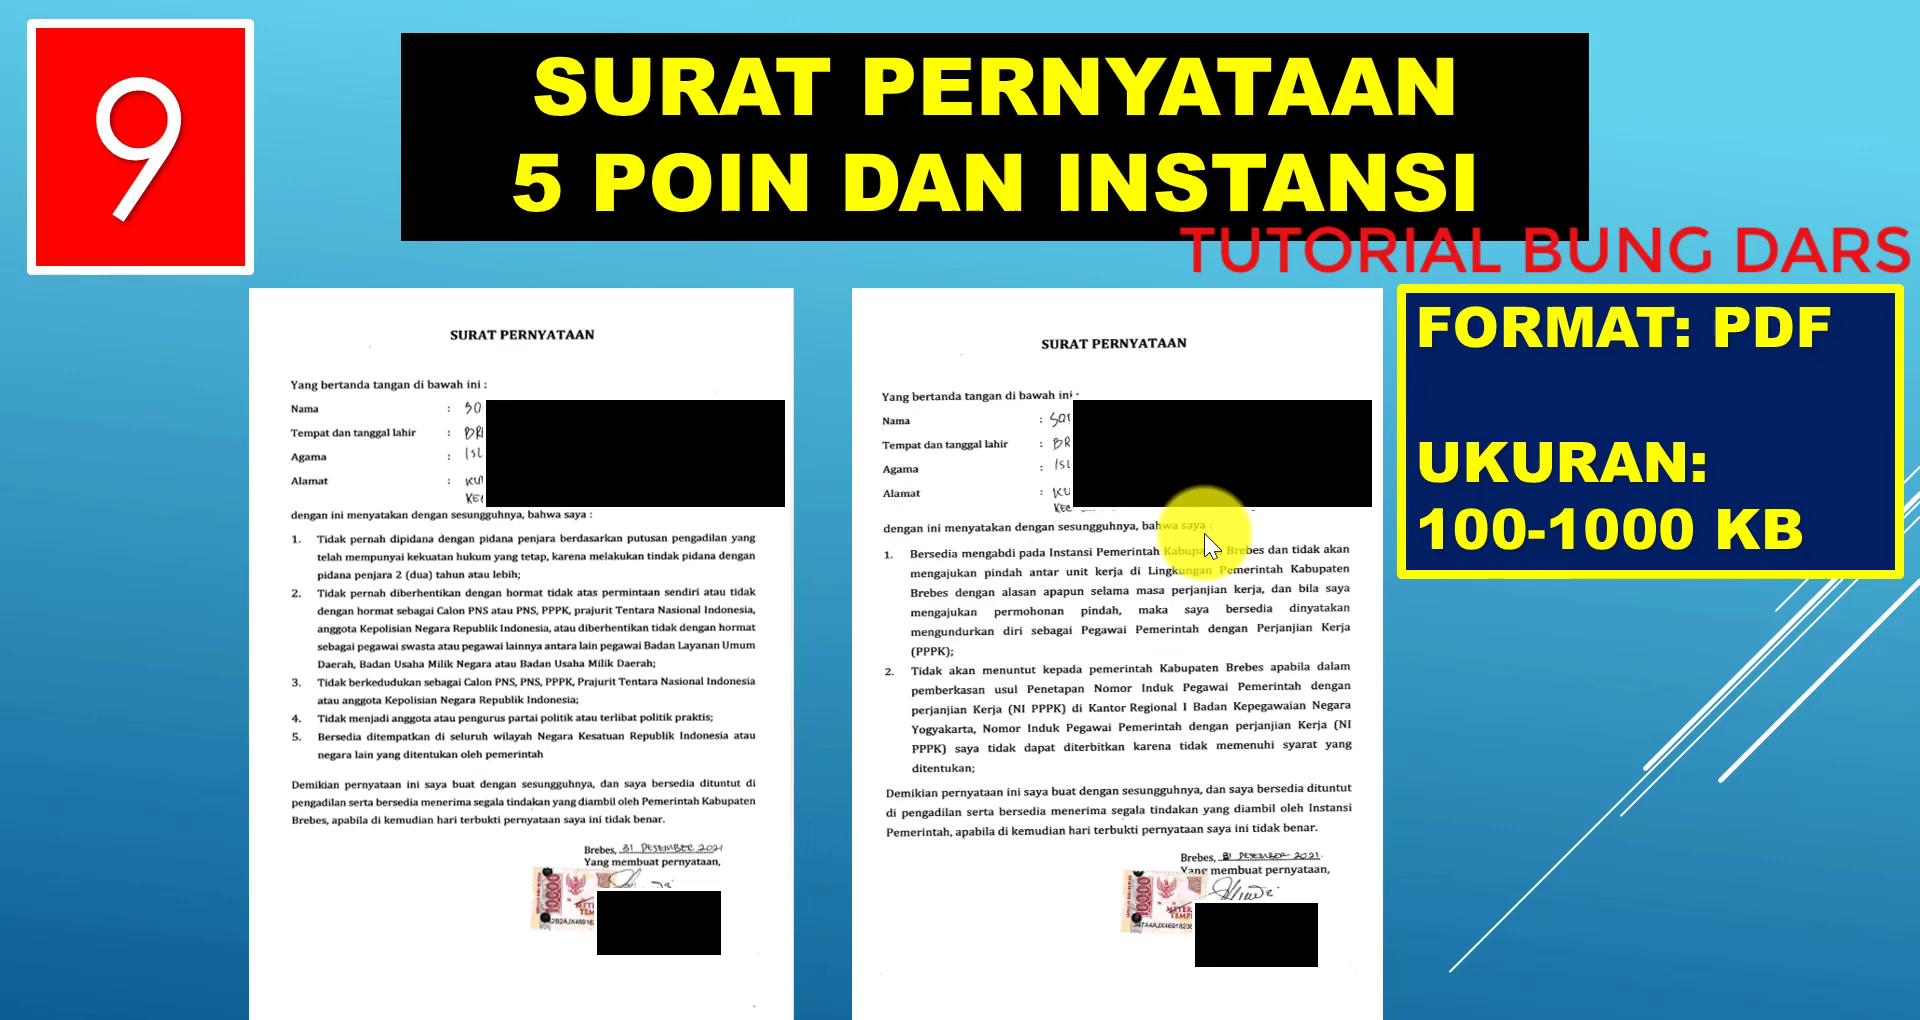 9
SURAT PERNYATAAN
5 POIN DAN INSTANSI
TUTORIAL BUNG DARS
FORMAT: PDF
UKURAN:
100-1000 KB
SURAT PERNYATAAN
Yang bertanda tangan di bawah ini :
Nama :
Tempat dan tanggal lahir :
Agama :
Alamat :
dengan ini menyatakan dengan sesungguhnya, bahwa saya :
1. Tidak pernah dipidana dengan pidana penjara berdasarkan putusan pengadilan yang
telah mempunyai kekuatan hukum yang tetap, karena melakukan tindak pidana dengan
pidana penjara 2 (dua) tahun atau lebih;
2. Tidak pernah diberhentikan dengan hormat tidak atas permintaan sendiri atau tidak
dengan hormat sebagai Calon PNS atau PNS, PPPK, prajurit Tentara Nasional Indonesia,
anggota Kepolisian Negara Republik Indonesia, atau diberhentikan tidak dengan hormat
sebagai pegawai swasta atau pegawai lainnya antara lain pegawai Badan Layanan Umum
Daerah, Badan Usaha Milik Negara atau Badan Usaha Milik Daerah;
3. Tidak berkedudukan sebagai Calon PNS, PNS, PPPK, Prajurit Tentara Nasional Indonesia
atau anggota Kepolisian Negara Republik Indonesia;
4. Tidak menjadi anggota atau pengurus partai politik atau terlibat politik praktis;
5. Bersedia ditempatkan di seluruh wilayah Negara Kesatuan Republik Indonesia atau
negara lain yang ditentukan oleh pemerintah
Demikian pernyataan ini saya buat dengan sesungguhnya, dan saya bersedia dituntut di
pengadilan serta bersedia menerima segala tindakan yang diambil oleh Pemerintah Kabupaten
Brebes, apabila di kemudian hari terbukti pernyataan saya ini tidak benar.
Brebes, 31 DESEMBER 2021
Yang membuat pernyataan,
10000
SURAT PERNYATAAN
Yang bertanda tangan di bawah ini :
Nama :
Tempat dan tanggal lahir :
Agama :
Alamat :
dengan ini menyatakan dengan sesungguhnya, bahwa saya :
1. Bersedia mengabdi pada Instansi Pemerintah Kabupaten Brebes dan tidak akan
mengajukan pindah antar unit kerja di Lingkungan Pemerintah Kabupaten
Brebes dengan alasan apapun selama masa perjanjian kerja, dan bila saya
mengajukan permohonan pindah, maka saya bersedia dinyatakan
mengundurkan diri sebagai Pegawai Pemerintah dengan Perjanjian Kerja
(PPPK);
2. Tidak akan menuntut kepada pemerintah Kabupaten Brebes apabila dalam
pemberkasan usul Penetapan Nomor Induk Pegawai Pemerintah dengan
perjanjian Kerja (NI PPPK) di Kantor Regional I Badan Kepegawaian Negara
Yogyakarta, Nomor Induk Pegawai Pemerintah dengan perjanjian Kerja (NI
PPPK) saya tidak dapat diterbitkan karena tidak memenuhi syarat yang
ditentukan;
Demikian pernyataan ini saya buat dengan sesungguhnya, dan saya bersedia dituntut
di pengadilan serta bersedia menerima segala tindakan yang diambil oleh Instansi
Pemerintah, apabila di kemudian hari terbukti pernyataan saya ini tidak benar.
Brebes, 31 DESEMBER 2021
Yang membuat pernyataan,
10000